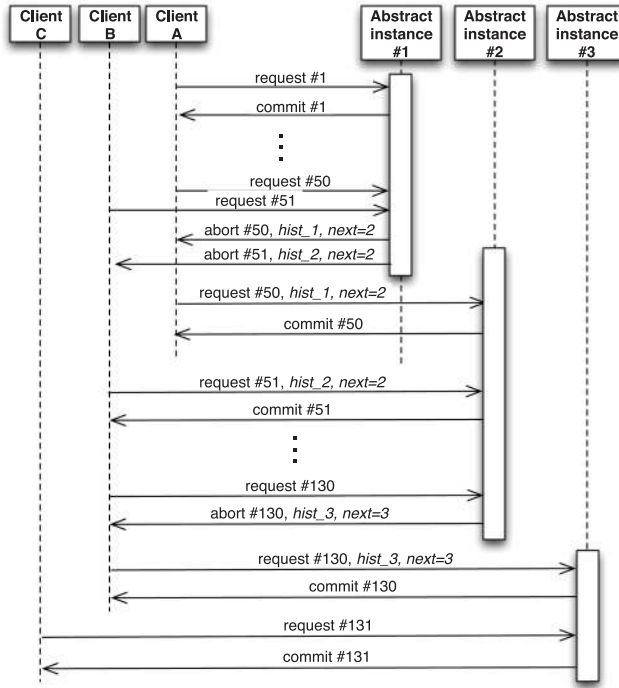 Client
C
Client
B
Client
A
Abstract
instance
#1
Abstract
instance
#2
Abstract
instance
#3
request #1
commit #1
request #50
request #51
abort #50, hist_1, next=2
abort #51, hist_2, next=2
request #50, hist_1, next=2
commit #50
request #51, hist_2, next=2
commit #51
request #130
abort #130, hist_3, next=3
request #130, hist_3, next=3
commit #130
request #131
commit #131